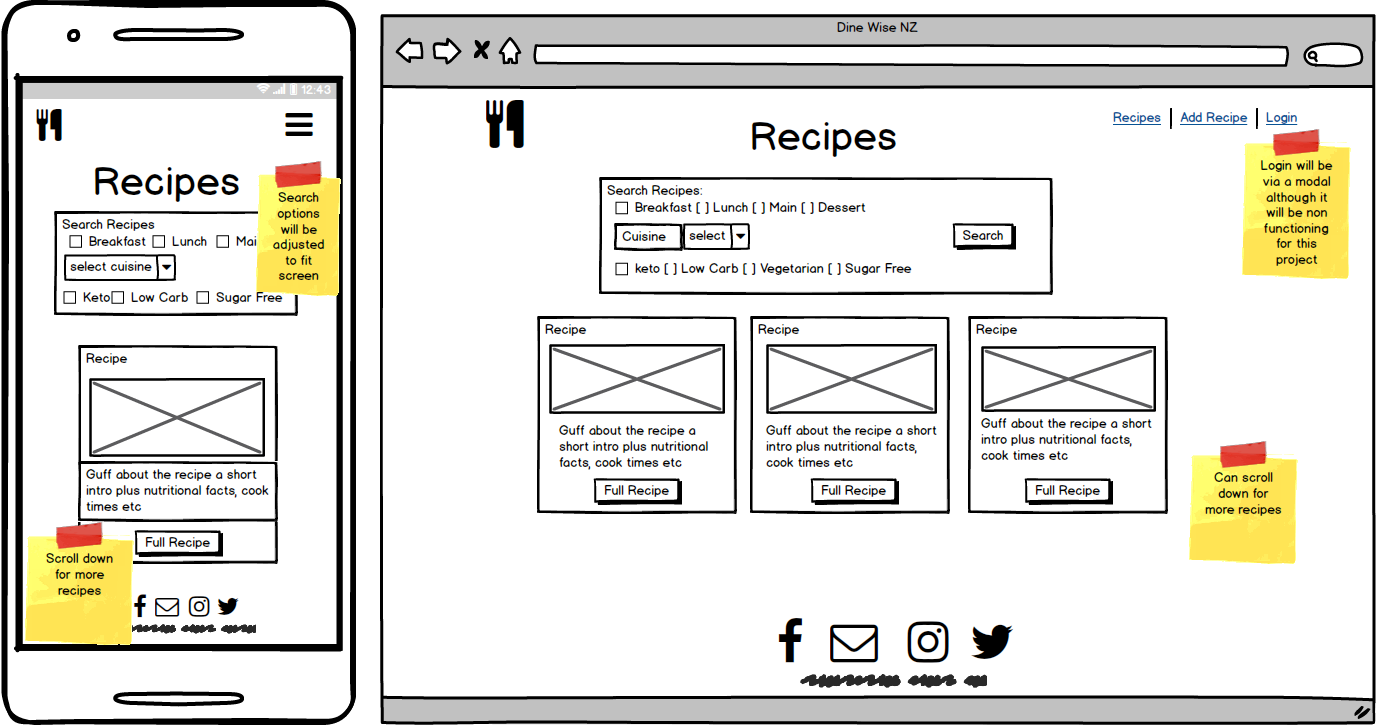 12:43
Recipes
Search Recipes
Breakfast Lunch Mai
select cuisine
Keto Low Carb Sugar Free
Search
options
will be
adjusted
to fit
screen
Recipe
Guff about the recipe a short
intro plus nutritional facts, cook
times etc
Full Recipe
Scroll down
for more
recipes
Dine Wise NZ
Recipes | Add Recipe | Login
Recipes
Login will be
via a modal
although it
will be non
functioning
for this
project
Search Recipes:
Breakfast [ ] Lunch [ ] Main [ ] Dessert
Cuisine select
Search
keto [ ] Low Carb [ ] Vegetarian [ ] Sugar Free
Recipe
Guff about the recipe a
short intro plus nutritional
facts, cook times etc
Full Recipe
Recipe
Guff about the recipe a short
intro plus nutritional facts,
cook times etc
Full Recipe
Recipe
Guff about the recipe a short
intro plus nutritional facts,
cook times etc
Full Recipe
Can scroll
down for
more recipes